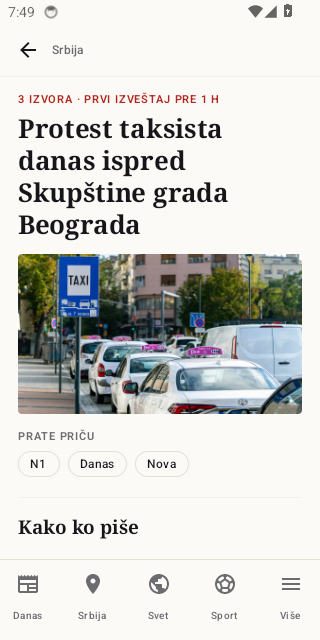 7:49
Srbija
3 IZVORA · PRVI IZVEŠTAJ PRE 1 H
Protest taksista
danas ispred
Skupštine grada
Beograda
TAXI
PRATE PRIČU
N1
Danas
Nova
Kako ko piše
Danas
Srbija
Svet
Sport
Više